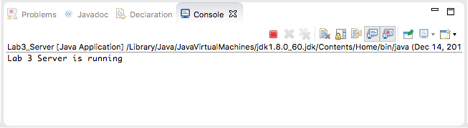 Problems Javadoc Declaration Console
Lab3_Server [Java Application] /Library/Java/JavaVirtualMachines/jdk1.8.0_60.jdk/Contents/Home/bin/java (Dec 14, 201
Lab 3 Server is running